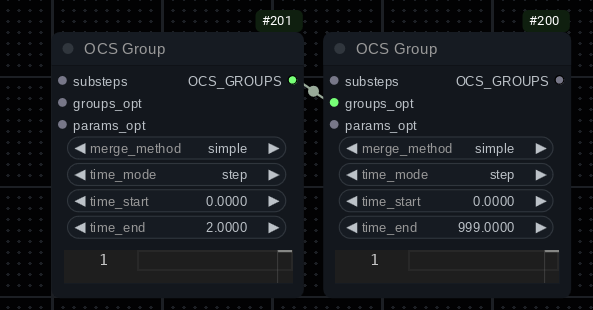 #201
OCS Group
substeps OCS_GROUPS
groups_opt
params_opt
merge_method simple
time_mode step
time_start 0.0000
time_end 2.0000
1
#200
OCS Group
substeps OCS_GROUPS
groups_opt
params_opt
merge_method simple
time_mode step
time_start 0.0000
time_end 999.0000
1